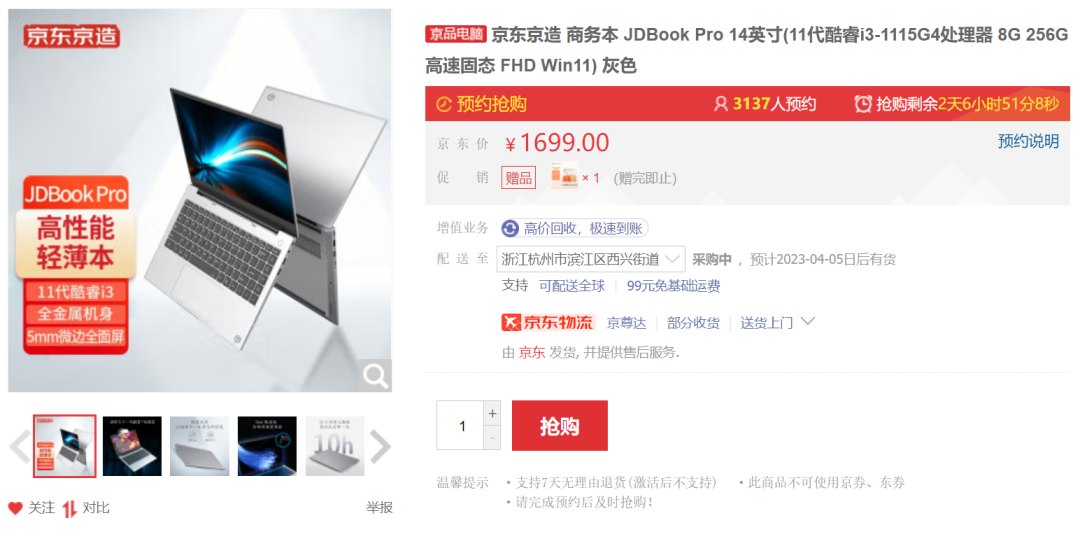 京东京造
JDBook Pro
高性能
轻薄本
11代酷睿i3
全金属机身
5mm微边全面屏
10h
关注
对比
举报
京品电脑 京东京造 商务本 JDBook Pro 14英寸(11代酷睿i3-1115G4处理器 8G 256G
高速固态 FHD Win11) 灰色
预约抢购 3137人预约 抢购剩余2天6小时51分8秒
京东价 ￥1699.00 预约说明
促销 赠品 × 1 (赠完即止)
增值业务 高价回收，极速到账
配送至 浙江杭州市滨江区西兴街道 采购中 ，预计2023-04-05日后有货
支持 可配送全球 | 99元免基础运费
京东物流 京尊达 | 部分收货 | 送货上门
由 京东 发货, 并提供售后服务.
1 + -
抢购
温馨提示 ·支持7天无理由退货(激活后不支持) ·此商品不可使用京券、东券
·请完成预约后及时抢购！